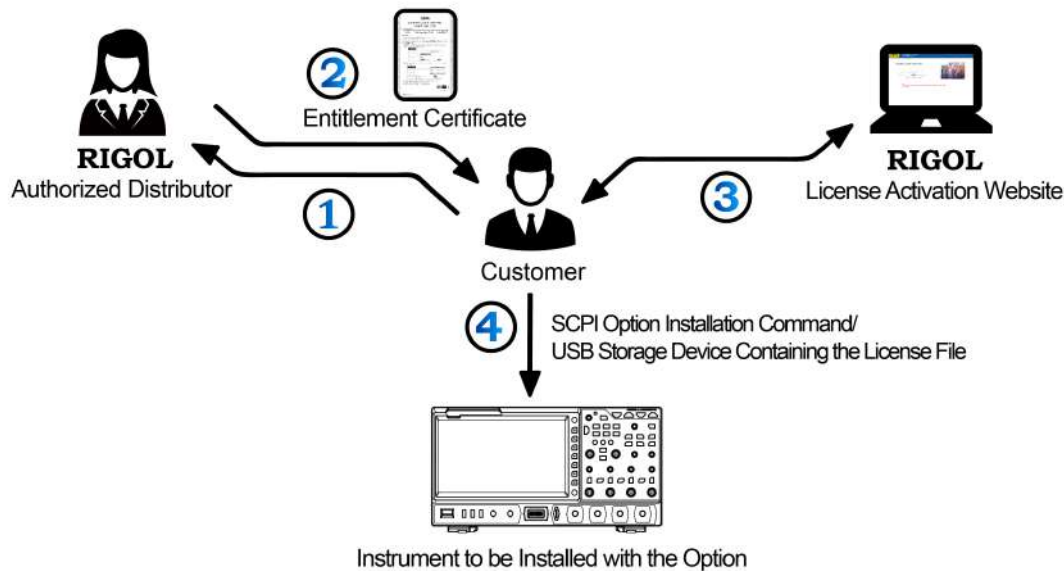 ②
Entitlement Certificate
RIGOL
Authorized Distributor
①
③
RIGOL
License Activation Website
Customer
④
SCPI Option Installation Command/
USB Storage Device Containing the License File
Instrument to be Installed with the Option